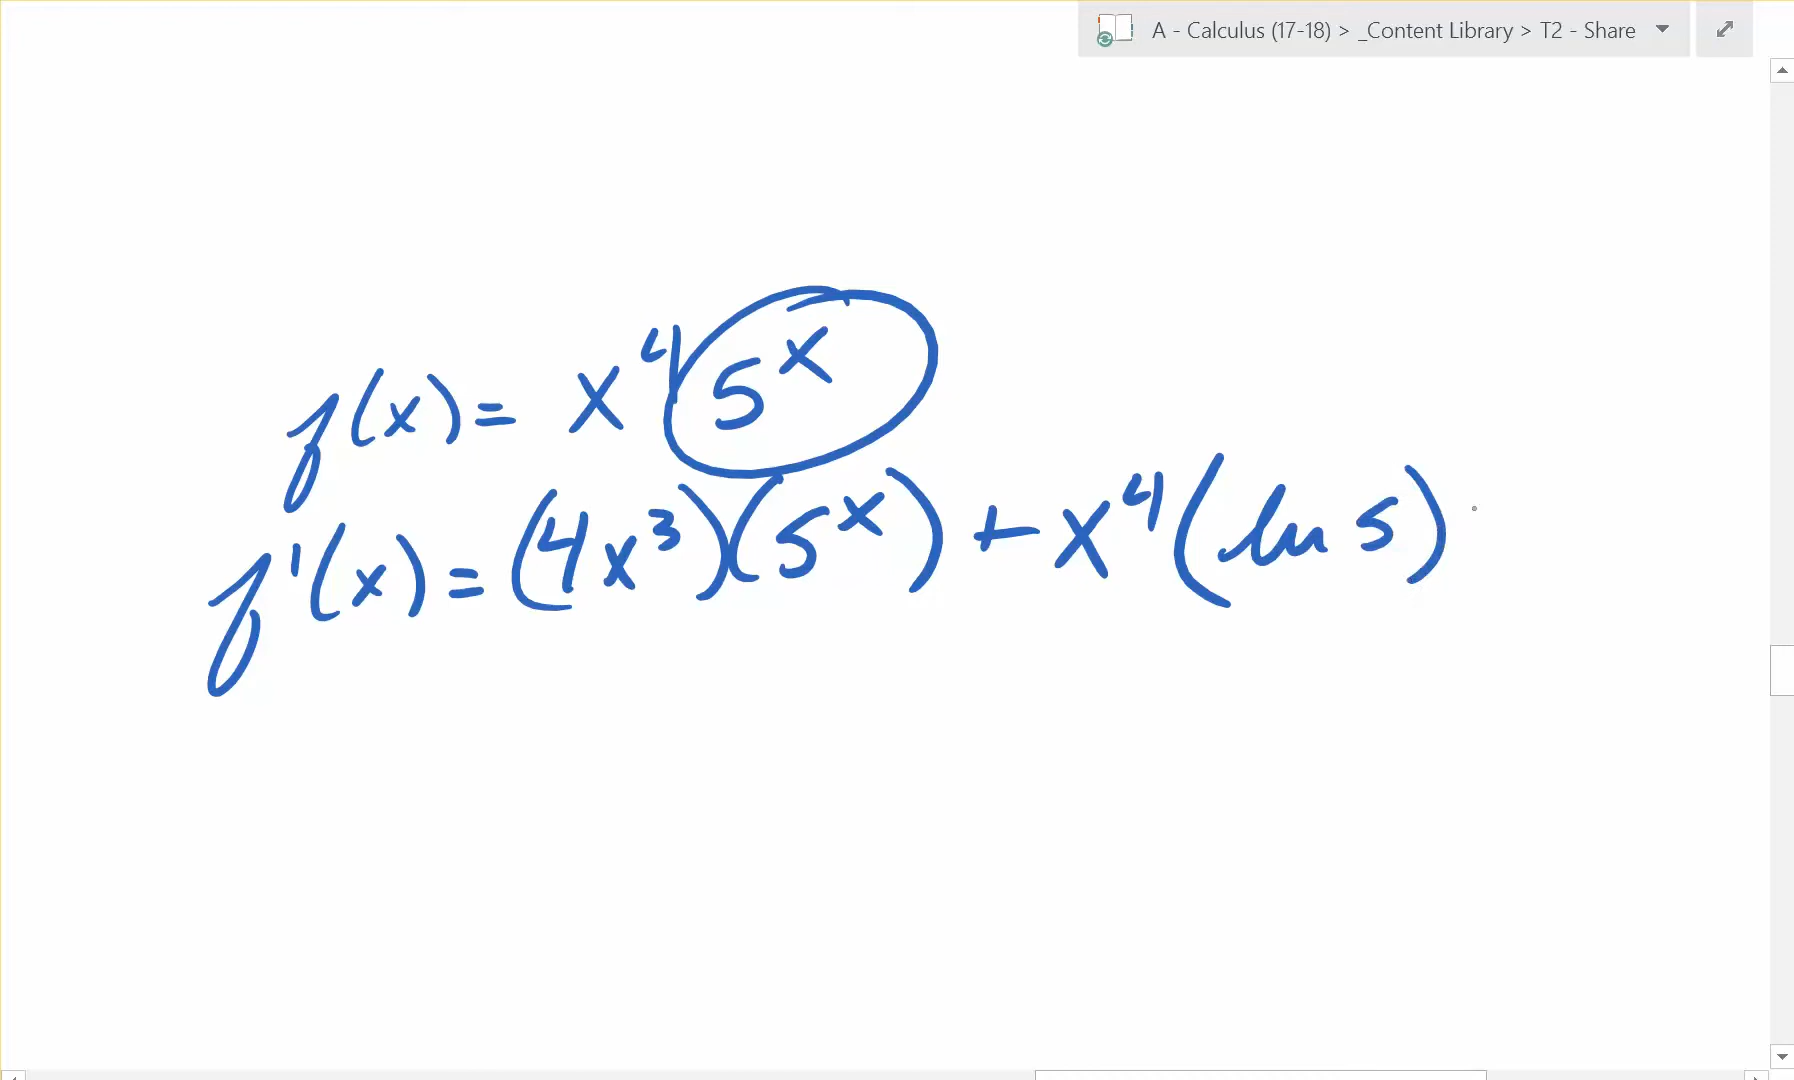 A - Calculus (17-18) > _Content Library > T2 - Share
f(x) = x⁴ 5ˣ
f'(x) = (4x³)(5ˣ) + x⁴(ln 5)